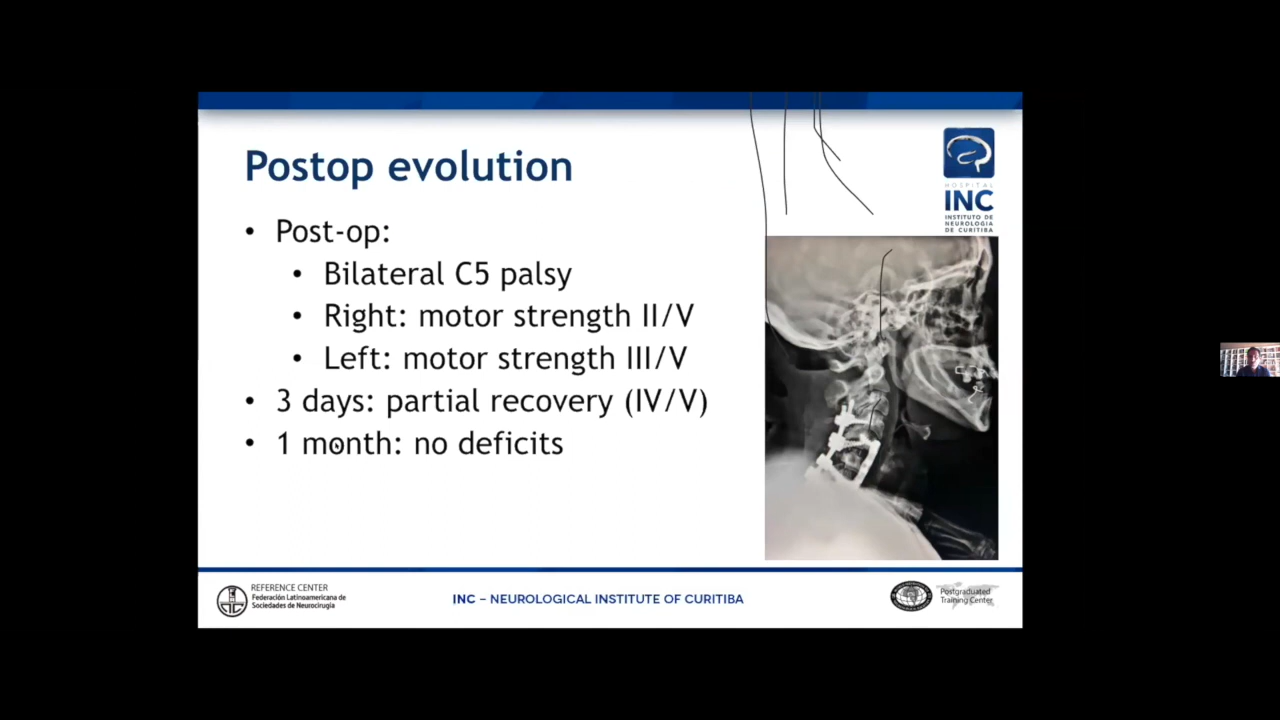 Postop evolution
• Post-op:
• Bilateral C5 palsy
• Right: motor strength II/V
• Left: motor strength III/V
• 3 days: partial recovery (IV/V)
• 1 month: no deficits
HOSPITAL
INC
INSTITUTO DE
NEUROLOGIA
DE CURITIBA
REFERENCE CENTER
Federación Latinoamericana de
Sociedades de Neurocirugía
INC – NEUROLOGICAL INSTITUTE OF CURITIBA
Postgraduated
Training Center